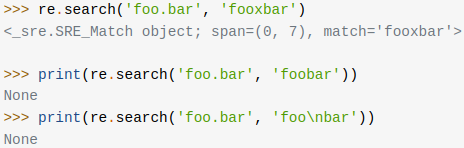 >>> re.search('foo.bar', 'fooxbar')
<_sre.SRE_Match object; span=(0, 7), match='fooxbar'>
>>> print(re.search('foo.bar', 'foobar'))
None
>>> print(re.search('foo.bar', 'foo\nbar'))
None